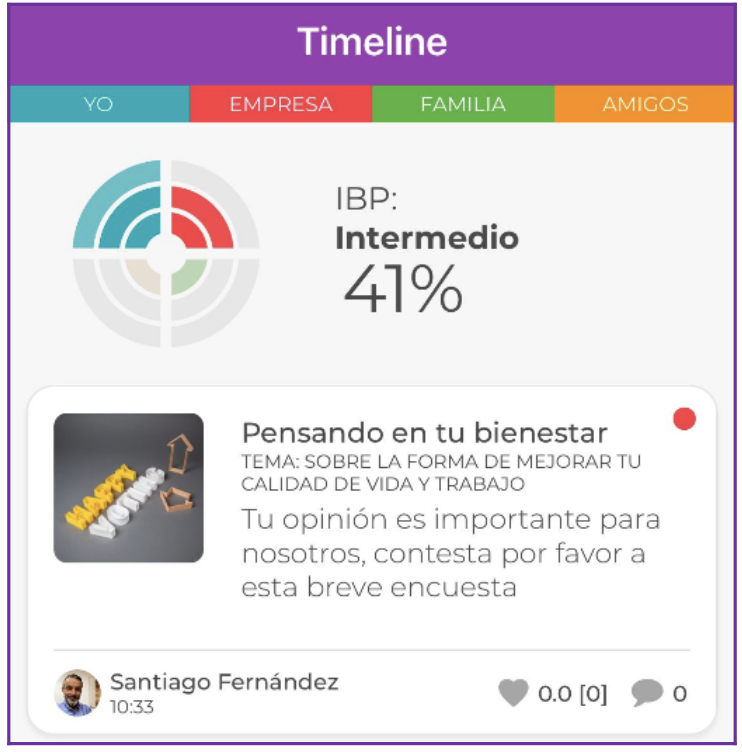 Timeline
YO EMPRESA FAMILIA AMIGOS
IBP:
Intermedio
41%
Pensando en tu bienestar
TEMA: SOBRE LA FORMA DE MEJORAR TU
CALIDAD DE VIDA Y TRABAJO
Tu opinión es importante para
nosotros, contesta por favor a
esta breve encuesta
Santiago Fernández
10:33
0.0 [0] 0